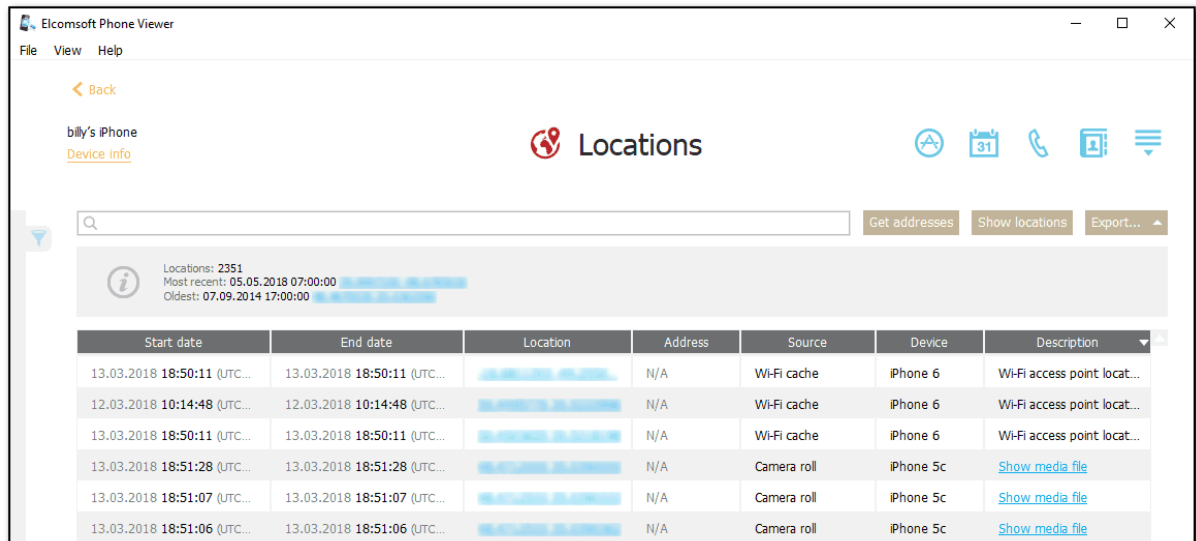 Elcomsoft Phone Viewer
File View Help
Back
billy's iPhone
Device info
Locations
31
Get addresses Show locations Export...
Locations: 2351
Most recent: 05.05.2018 07:00:00
Oldest: 07.09.2014 17:00:00
Start date End date Location Address Source Device Description
13.03.2018 18:50:11 (UTC... 13.03.2018 18:50:11 (UTC... N/A Wi-Fi cache iPhone 6 Wi-Fi access point locat...
12.03.2018 10:14:48 (UTC... 12.03.2018 10:14:48 (UTC... N/A Wi-Fi cache iPhone 6 Wi-Fi access point locat...
13.03.2018 18:50:11 (UTC... 13.03.2018 18:50:11 (UTC... N/A Wi-Fi cache iPhone 6 Wi-Fi access point locat...
13.03.2018 18:51:28 (UTC... 13.03.2018 18:51:28 (UTC... N/A Camera roll iPhone 5c Show media file
13.03.2018 18:51:07 (UTC... 13.03.2018 18:51:07 (UTC... N/A Camera roll iPhone 5c Show media file
13.03.2018 18:51:06 (UTC... 13.03.2018 18:51:06 (UTC... N/A Camera roll iPhone 5c Show media file